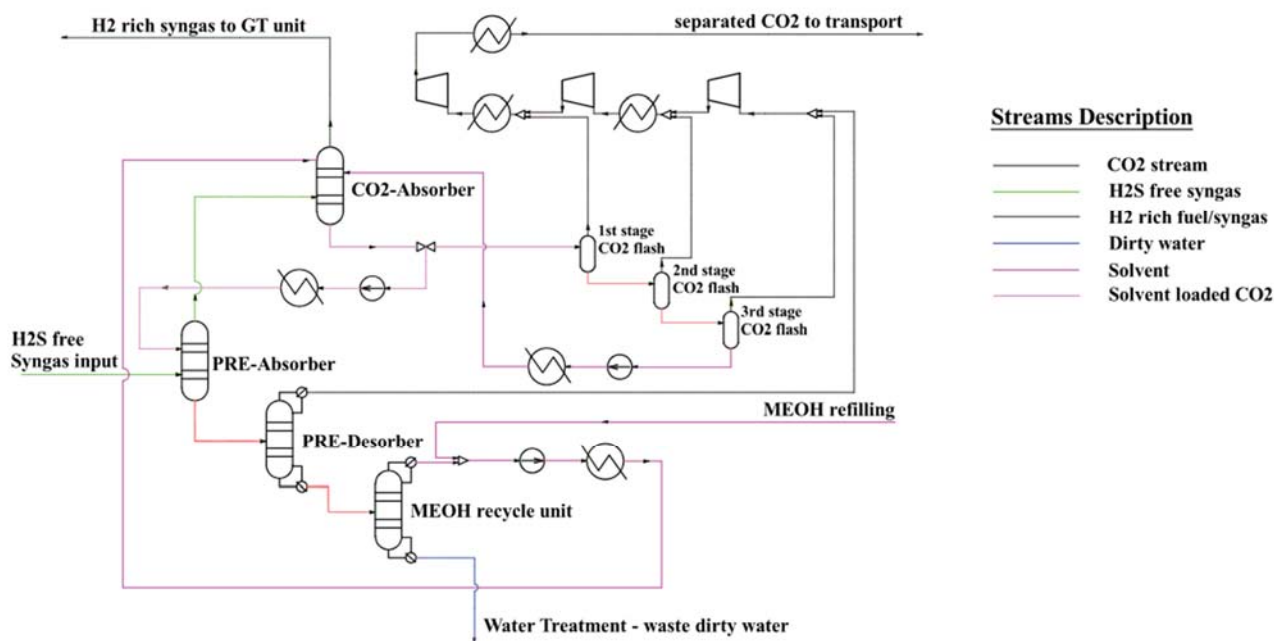 H2 rich syngas to GT unit
separated CO2 to transport
Streams Description
CO2 stream
H2S free syngas
H2 rich fuel/syngas
Dirty water
Solvent
Solvent loaded CO2
CO2-Absorber
1st stage
CO2 flash
2nd stage
CO2 flash
3rd stage
CO2 flash
H2S free
Syngas input
PRE-Absorber
MEOH refilling
PRE-Desorber
MEOH recycle unit
Water Treatment - waste dirty water